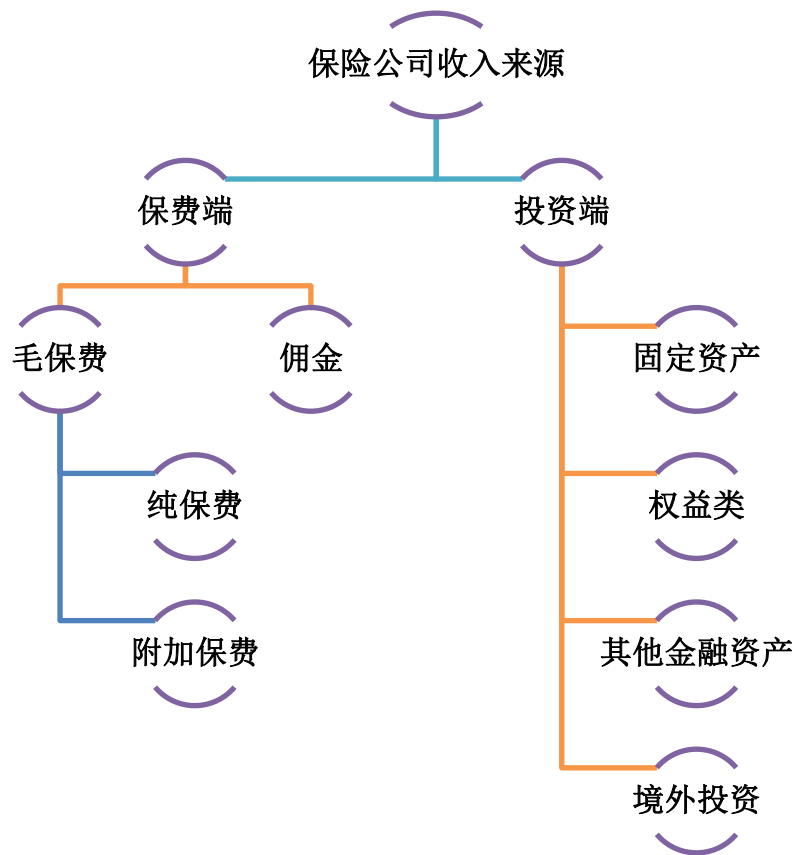 保险公司收入来源
保费端
投资端
毛保费
佣金
固定资产
纯保费
权益类
附加保费
其他金融资产
境外投资